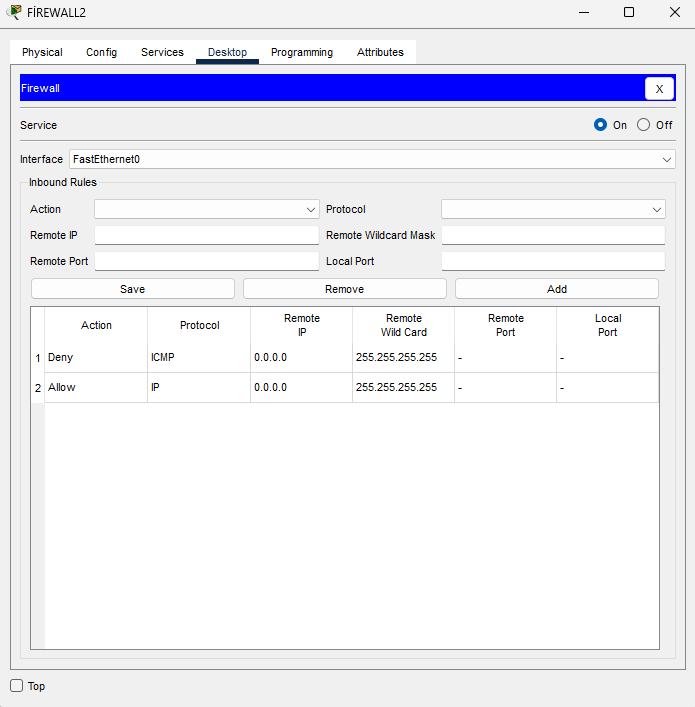 FİREWALL2
Physical Config Services Desktop Programming Attributes
Firewall X
Service On Off
Interface FastEthernet0
Inbound Rules
Action Protocol
Remote IP Remote Wildcard Mask
Remote Port Local Port
Save Remove Add
Action Protocol Remote IP Remote Wild Card Remote Port Local Port
1 Deny ICMP 0.0.0.0 255.255.255.255 - -
2 Allow IP 0.0.0.0 255.255.255.255 - -
Top